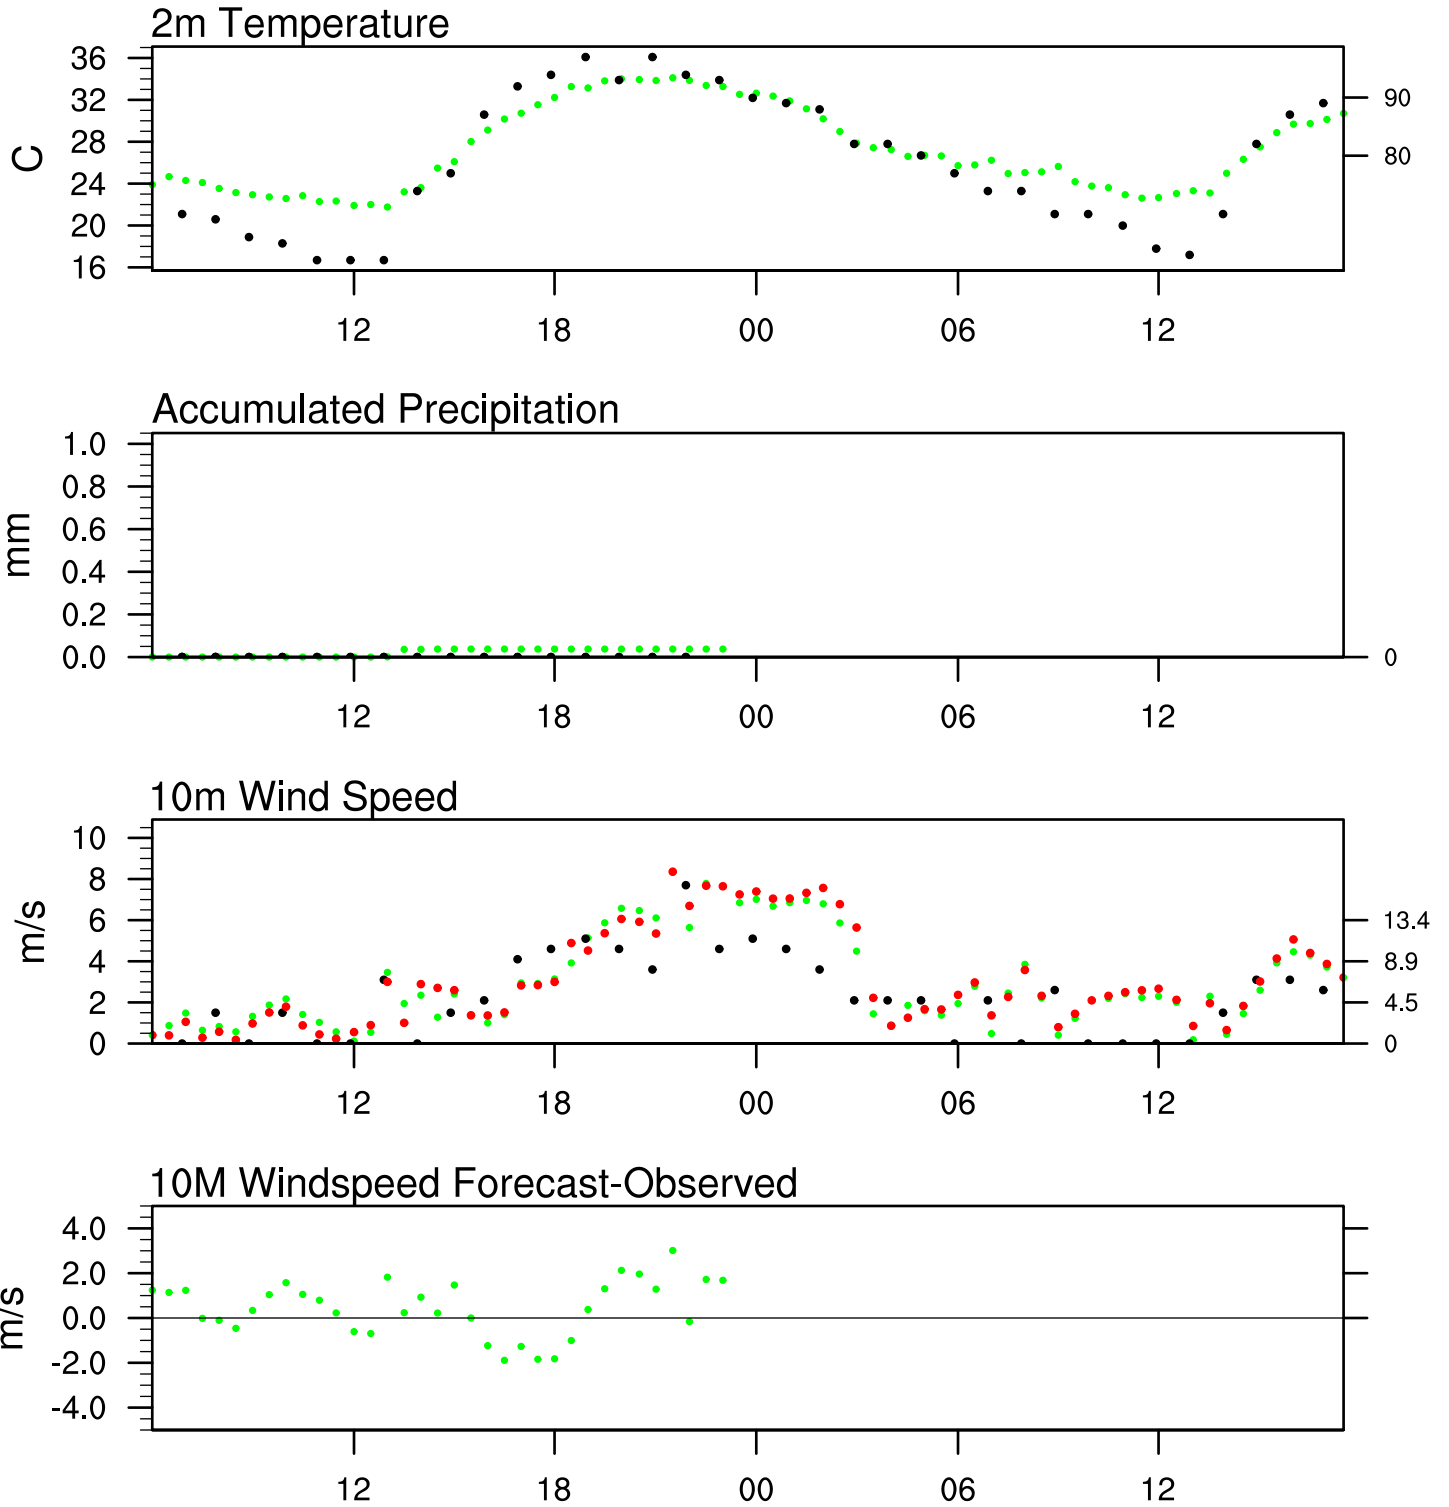 2m Temperature
36
32
28
24
20
16
C
90
80
12 18 00 06 12
Accumulated Precipitation
1.0
0.8
0.6
0.4
0.2
0.0
mm
0
12 18 00 06 12
10m Wind Speed
10
8
6
4
2
0
m/s
13.4
8.9
4.5
0
12 18 00 06 12
10M Windspeed Forecast-Observed
4.0
2.0
0.0
-2.0
-4.0
m/s
12 18 00 06 12